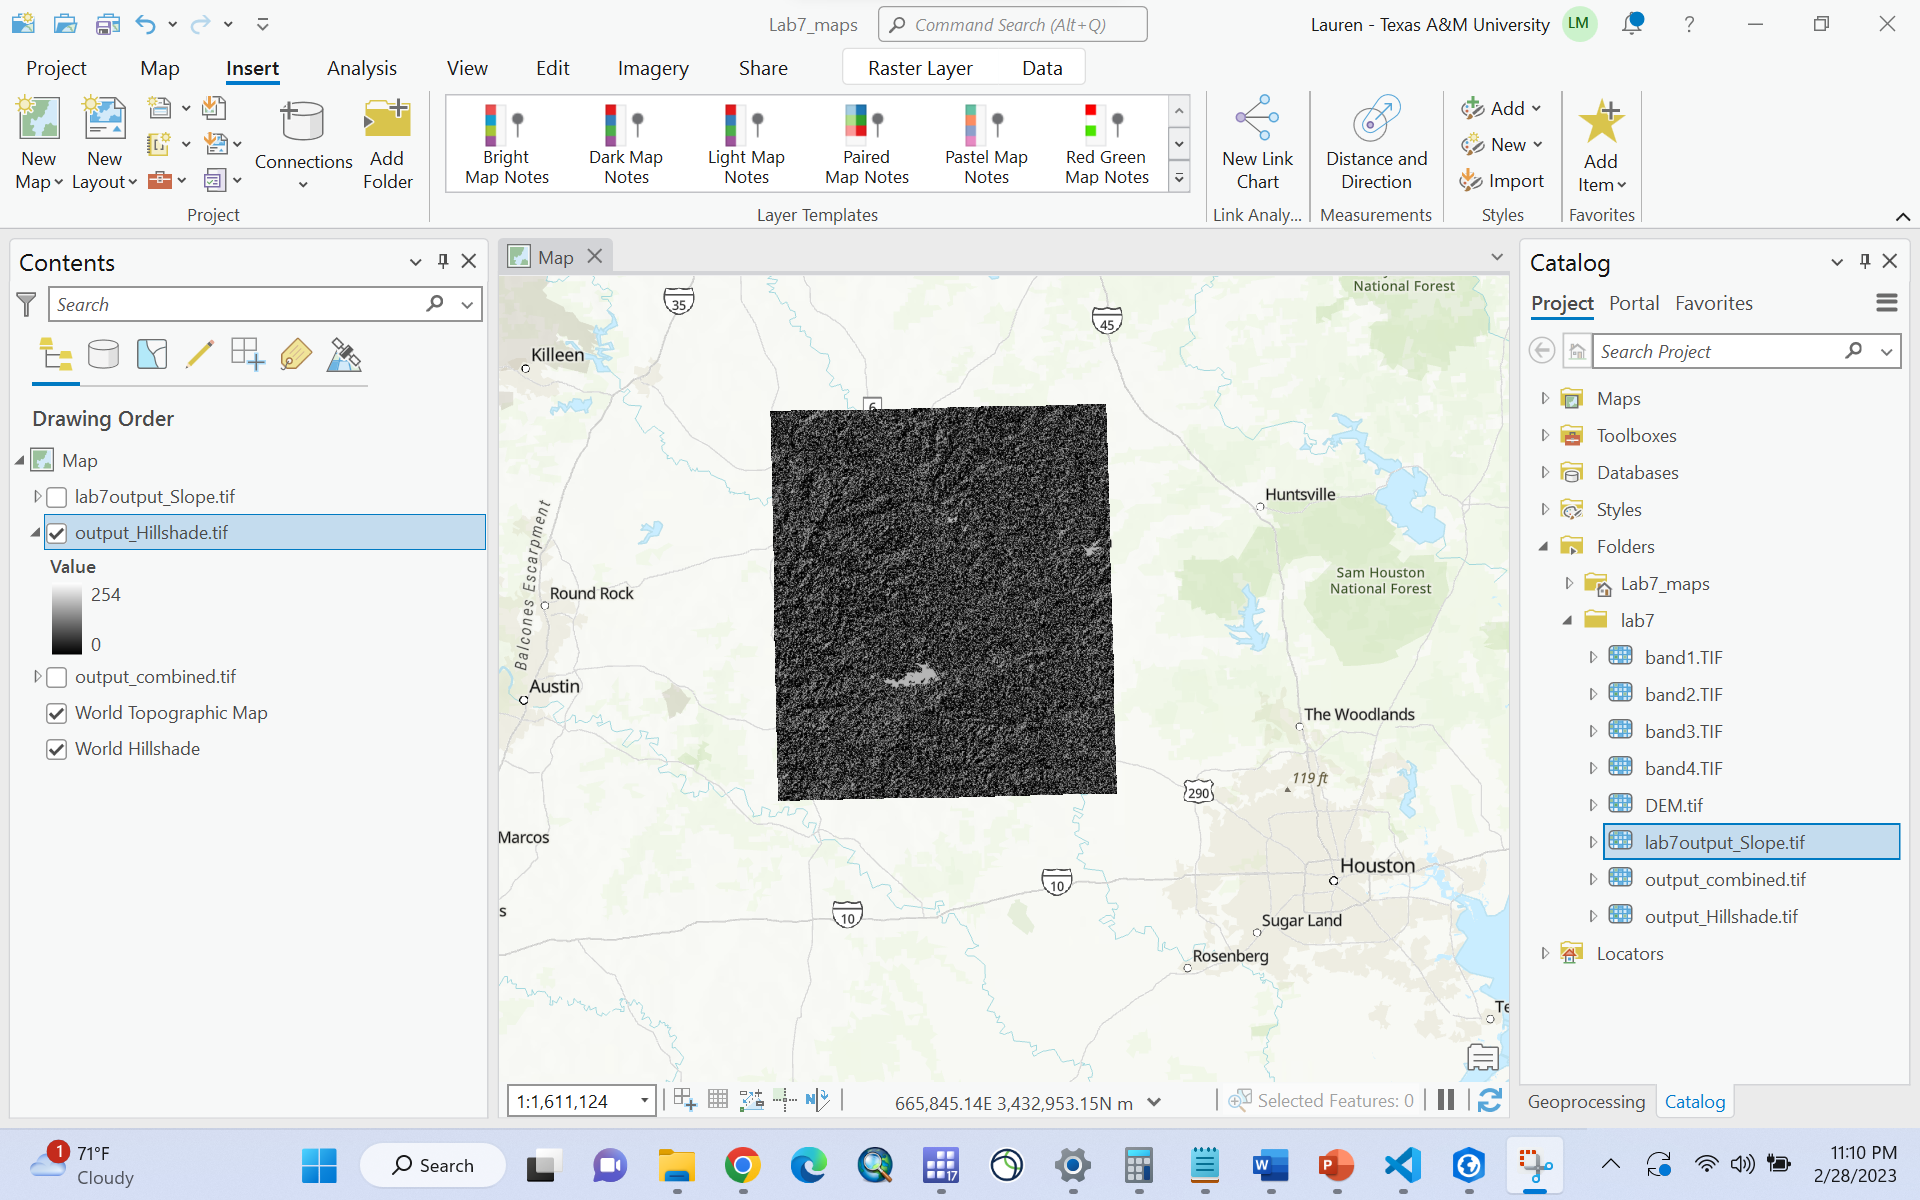 Lab7_maps
Command Search (Alt+Q)
Lauren - Texas A&M University
LM
?
Project
Map
Insert
Analysis
View
Edit
Imagery
Share
Raster Layer
Data
New
Map
New
Layout
Connections
Add
Folder
Project
Bright
Map Notes
Dark Map
Notes
Light Map
Notes
Paired
Map Notes
Pastel Map
Notes
Red Green
Map Notes
Layer Templates
New Link
Chart
Link Analy...
Distance and
Direction
Measurements
Add
New
Import
Styles
Add
Item
Favorites
Contents
Search
Drawing Order
Map
lab7output_Slope.tif
output_Hillshade.tif
Value
254
0
output_combined.tif
World Topographic Map
World Hillshade
Map
National Forest
35
45
Killeen
6
Huntsville
Balcones Escarpment
Sam Houston
National Forest
Round Rock
Austin
The Woodlands
119 ft
290
Marcos
Houston
10
s
10
Sugar Land
Rosenberg
Te
1:1,611,124
N
665,845.14E 3,432,953.15N m
Selected Features: 0
Catalog
Project
Portal
Favorites
Search Project
Maps
Toolboxes
Databases
Styles
Folders
Lab7_maps
lab7
band1.TIF
band2.TIF
band3.TIF
band4.TIF
DEM.tif
lab7output_Slope.tif
output_combined.tif
output_Hillshade.tif
Locators
Geoprocessing
Catalog
1
71°F
Cloudy
Search
17
W
P
11:10 PM
2/28/2023